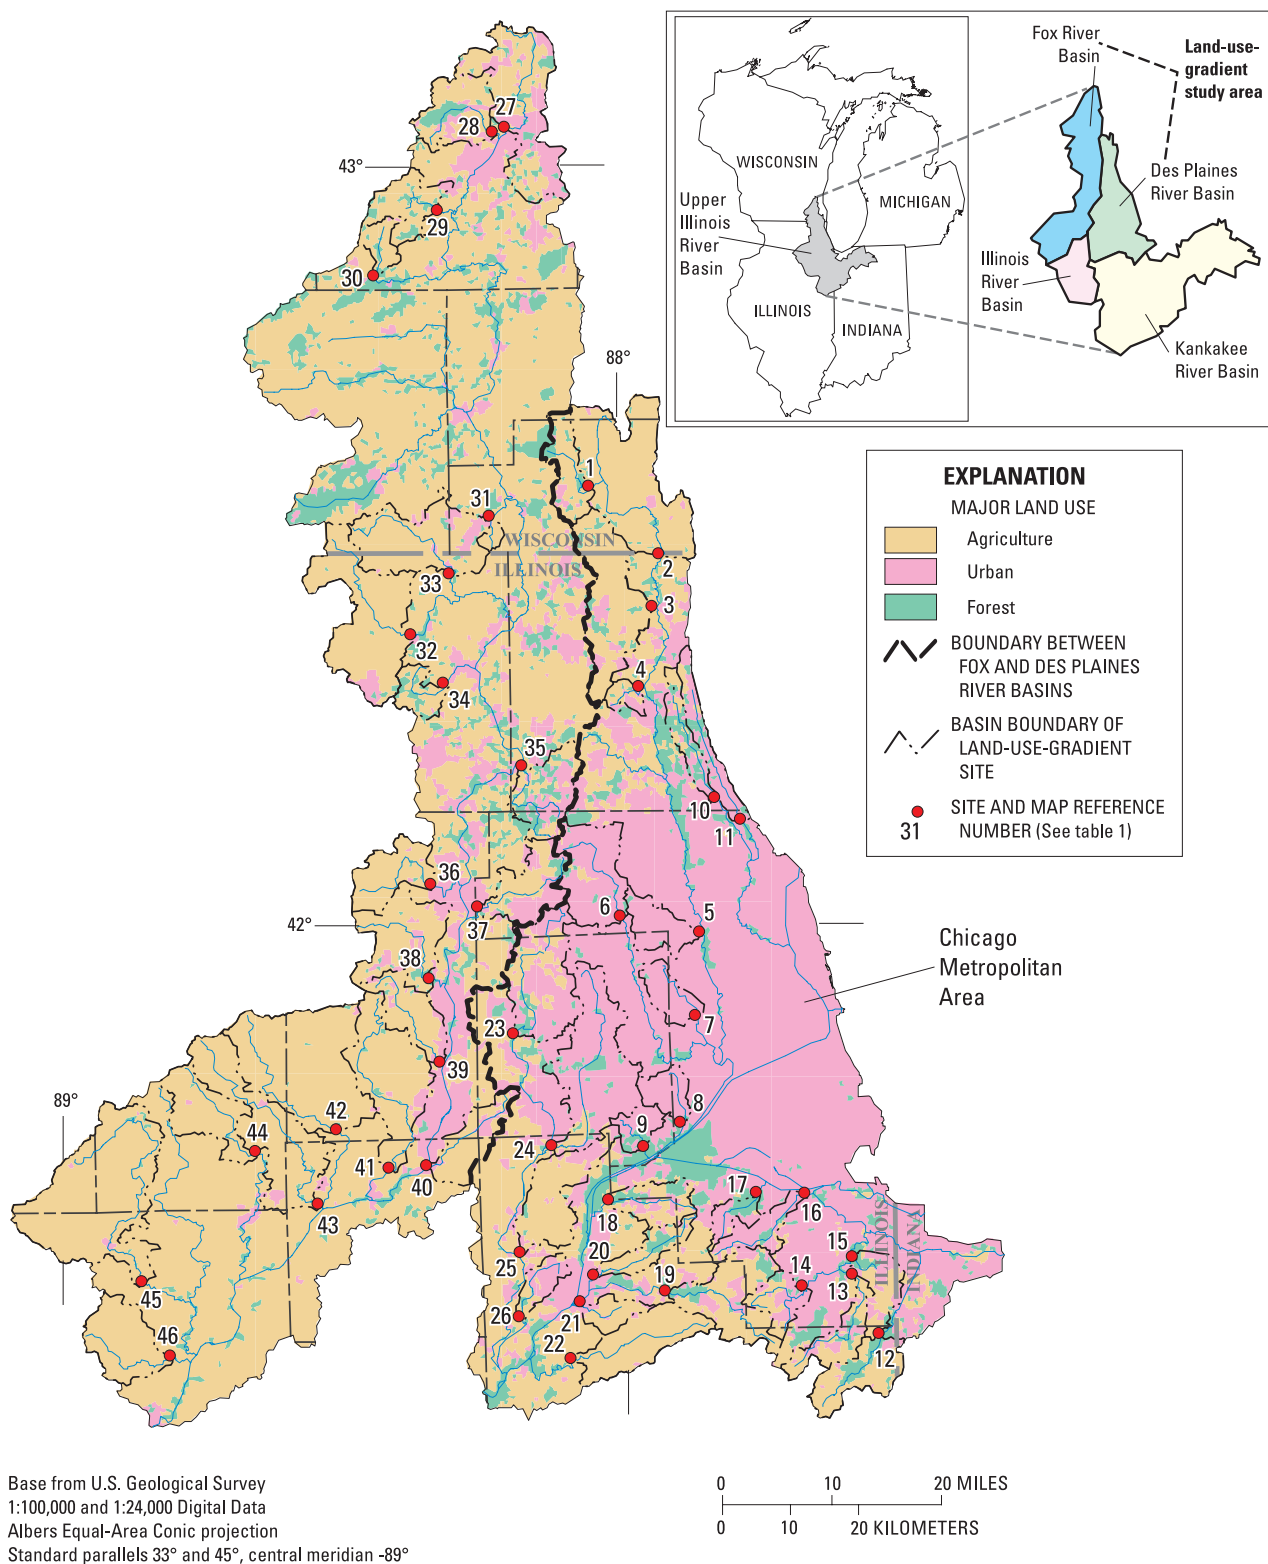 Fox River
Basin
Land-use-
gradient
study area
WISCONSIN
MICHIGAN
Upper
Illinois
River
Basin
ILLINOIS
INDIANA
Des Plaines
River Basin
Illinois
River
Basin
Kankakee
River Basin
27
28
43°
29
30
88°
1
31
WISCONSIN
ILLINOIS
2
33
3
32
4
34
35
10
11
36
6
5
42°
37
38
Chicago
Metropolitan
Area
7
23
39
89°
8
42
44
9
24
41
40
17
43
16
18
ILLINOIS
INDIANA
15
20
25
19
14
13
45
26
21
46
22
12
EXPLANATION
MAJOR LAND USE
Agriculture
Urban
Forest
BOUNDARY BETWEEN
FOX AND DES PLAINES
RIVER BASINS
BASIN BOUNDARY OF
LAND-USE-GRADIENT
SITE
SITE AND MAP REFERENCE
31 NUMBER (See table 1)
Base from U.S. Geological Survey
1:100,000 and 1:24,000 Digital Data
Albers Equal-Area Conic projection
Standard parallels 33° and 45°, central meridian -89°
0 10 20 MILES
0 10 20 KILOMETERS